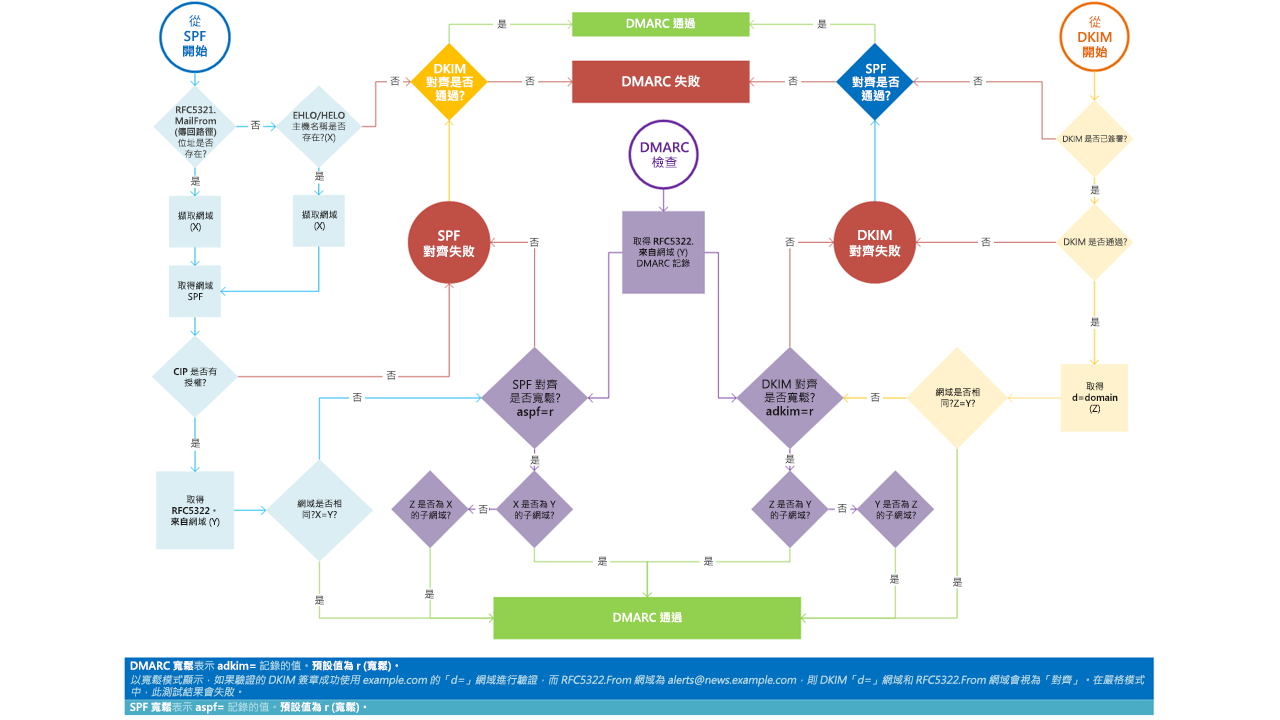 從
SPF
開始
是
DMARC 通過
是
從
DKIM
開始
DKIM
對齊是否
通過?
否
否
DMARC 失敗
否
SPF
對齊是否
通過?
否
RFC5321.
MailFrom
(傳回路徑)
位址是否
存在?
否
EHLO/HELO
主機名稱是否
存在?(X)
DMARC
檢查
DKIM 是否已簽署?
是
是
是
擷取網域
(X)
擷取網域
(X)
SPF
對齊失敗
否
取得 RFC5322.
來自網域 (Y)
DMARC 記錄
否
DKIM
對齊失敗
否
DKIM 是否通過?
取得網域
SPF
是
CIP 是否有
授權?
否
SPF 對齊
是否寬鬆?
aspf=r
DKIM 對齊
是否寬鬆?
adkim=r
否
網域是否相
同?Z=Y?
取得
d=domain
(Z)
否
是
是
是
取得
RFC5322。
來自網域 (Y)
網域是否相
同?X=Y?
Z 是否為 X
的子網域?
否
X 是否為 Y
的子網域?
Z 是否為 Y
的子網域?
否
Y 是否為 Z
的子網域?
是
是
是
是
是
是
DMARC 通過
DMARC 寬鬆表示 adkim= 記錄的值。預設值為 r (寬鬆)。
以寬鬆模式顯示，如果驗證的 DKIM 簽章成功使用 example.com 的「d=」網域進行驗證，而 RFC5322.From 網域為 alerts@news.example.com，則 DKIM「d=」網域和 RFC5322.From 網域會視為「對齊」。在嚴格模式
中，此測試結果會失敗。
SPF 寬鬆表示 aspf= 記錄的值。預設值為 r (寬鬆)。